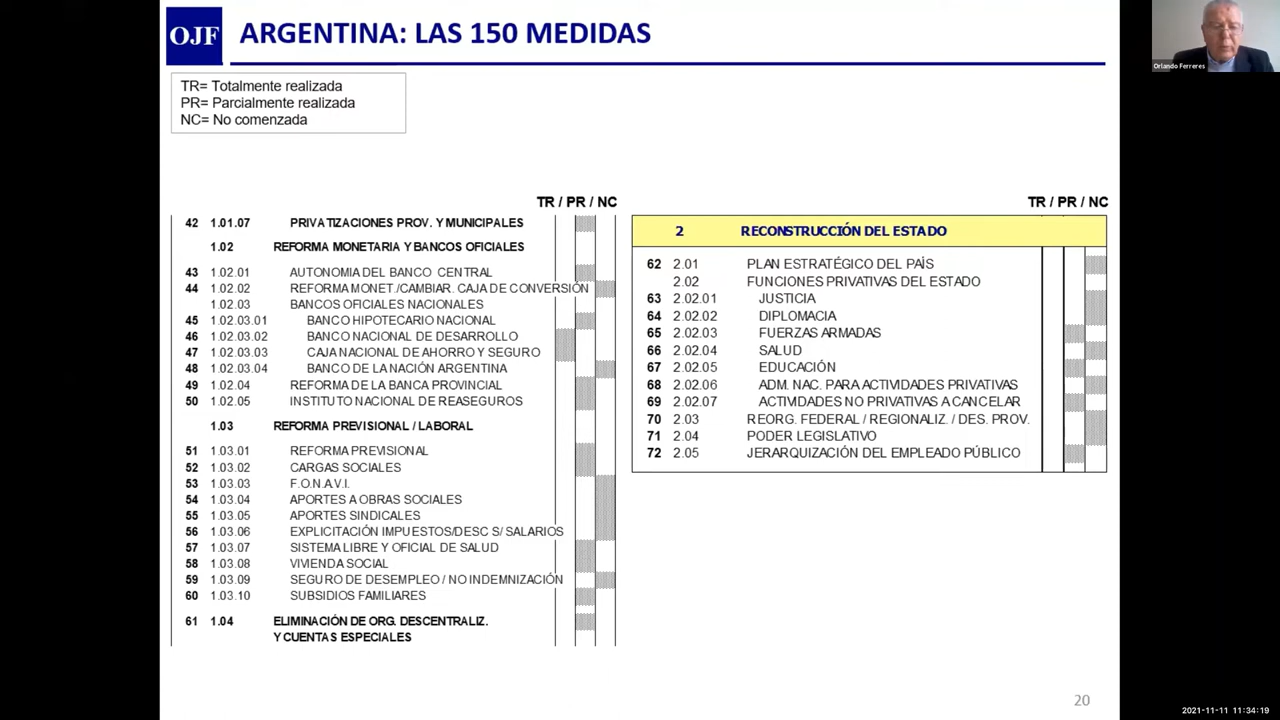 OJF
ARGENTINA: LAS 150 MEDIDAS
Orlando Ferreres
TR= Totalmente realizada
PR= Parcialmente realizada
NC= No comenzada
TR / PR / NC
42 1.01.07 PRIVATIZACIONES PROV. Y MUNICIPALES
1.02 REFORMA MONETARIA Y BANCOS OFICIALES
43 1.02.01 AUTONOMIA DEL BANCO CENTRAL
44 1.02.02 REFORMA MONET./CAMBIAR. CAJA DE CONVERSIÓN
1.02.03 BANCOS OFICIALES NACIONALES
45 1.02.03.01 BANCO HIPOTECARIO NACIONAL
46 1.02.03.02 BANCO NACIONAL DE DESARROLLO
47 1.02.03.03 CAJA NACIONAL DE AHORRO Y SEGURO
48 1.02.03.04 BANCO DE LA NACIÓN ARGENTINA
49 1.02.04 REFORMA DE LA BANCA PROVINCIAL
50 1.02.05 INSTITUTO NACIONAL DE REASEGUROS
1.03 REFORMA PREVISIONAL / LABORAL
51 1.03.01 REFORMA PREVISIONAL
52 1.03.02 CARGAS SOCIALES
53 1.03.03 F.O.N.A.V.I.
54 1.03.04 APORTES A OBRAS SOCIALES
55 1.03.05 APORTES SINDICALES
56 1.03.06 EXPLICITACIÓN IMPUESTOS/DESC S/ SALARIOS
57 1.03.07 SISTEMA LIBRE Y OFICIAL DE SALUD
58 1.03.08 VIVIENDA SOCIAL
59 1.03.09 SEGURO DE DESEMPLEO / NO INDEMNIZACIÓN
60 1.03.10 SUBSIDIOS FAMILIARES
61 1.04 ELIMINACIÓN DE ORG. DESCENTRALIZ.
Y CUENTAS ESPECIALES
TR / PR / NC
2 RECONSTRUCCIÓN DEL ESTADO
62 2.01 PLAN ESTRATÉGICO DEL PAÍS
2.02 FUNCIONES PRIVATIVAS DEL ESTADO
63 2.02.01 JUSTICIA
64 2.02.02 DIPLOMACIA
65 2.02.03 FUERZAS ARMADAS
66 2.02.04 SALUD
67 2.02.05 EDUCACIÓN
68 2.02.06 ADM. NAC. PARA ACTIVIDADES PRIVATIVAS
69 2.02.07 ACTIVIDADES NO PRIVATIVAS A CANCELAR
70 2.03 REORG. FEDERAL / REGIONALIZ. / DES. PROV.
71 2.04 PODER LEGISLATIVO
72 2.05 JERARQUIZACIÓN DEL EMPLEADO PÚBLICO
20
2021-11-11 11:34:19